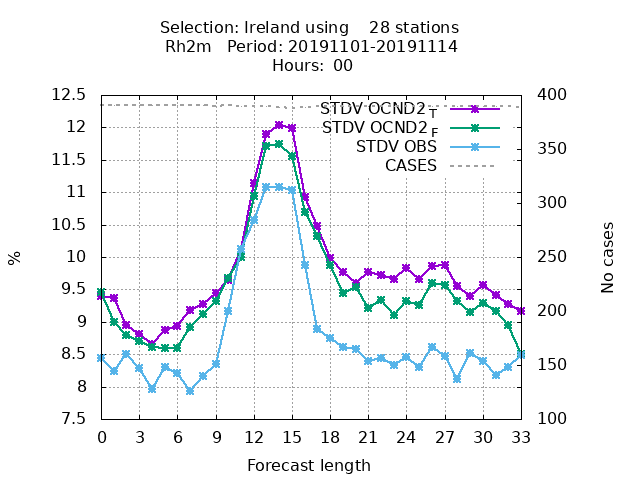 Selection: Ireland using    28 stations
Rh2m   Period: 20191101-20191114
Hours:  00
STDV OCND2 T
STDV OCND2 F
STDV OBS
CASES
12.5
12
11.5
11
10.5
10
9.5
9
8.5
8
7.5
%
400
350
300
250
200
150
100
No cases
0 3 6 9 12 15 18 21 24 27 30 33
Forecast length